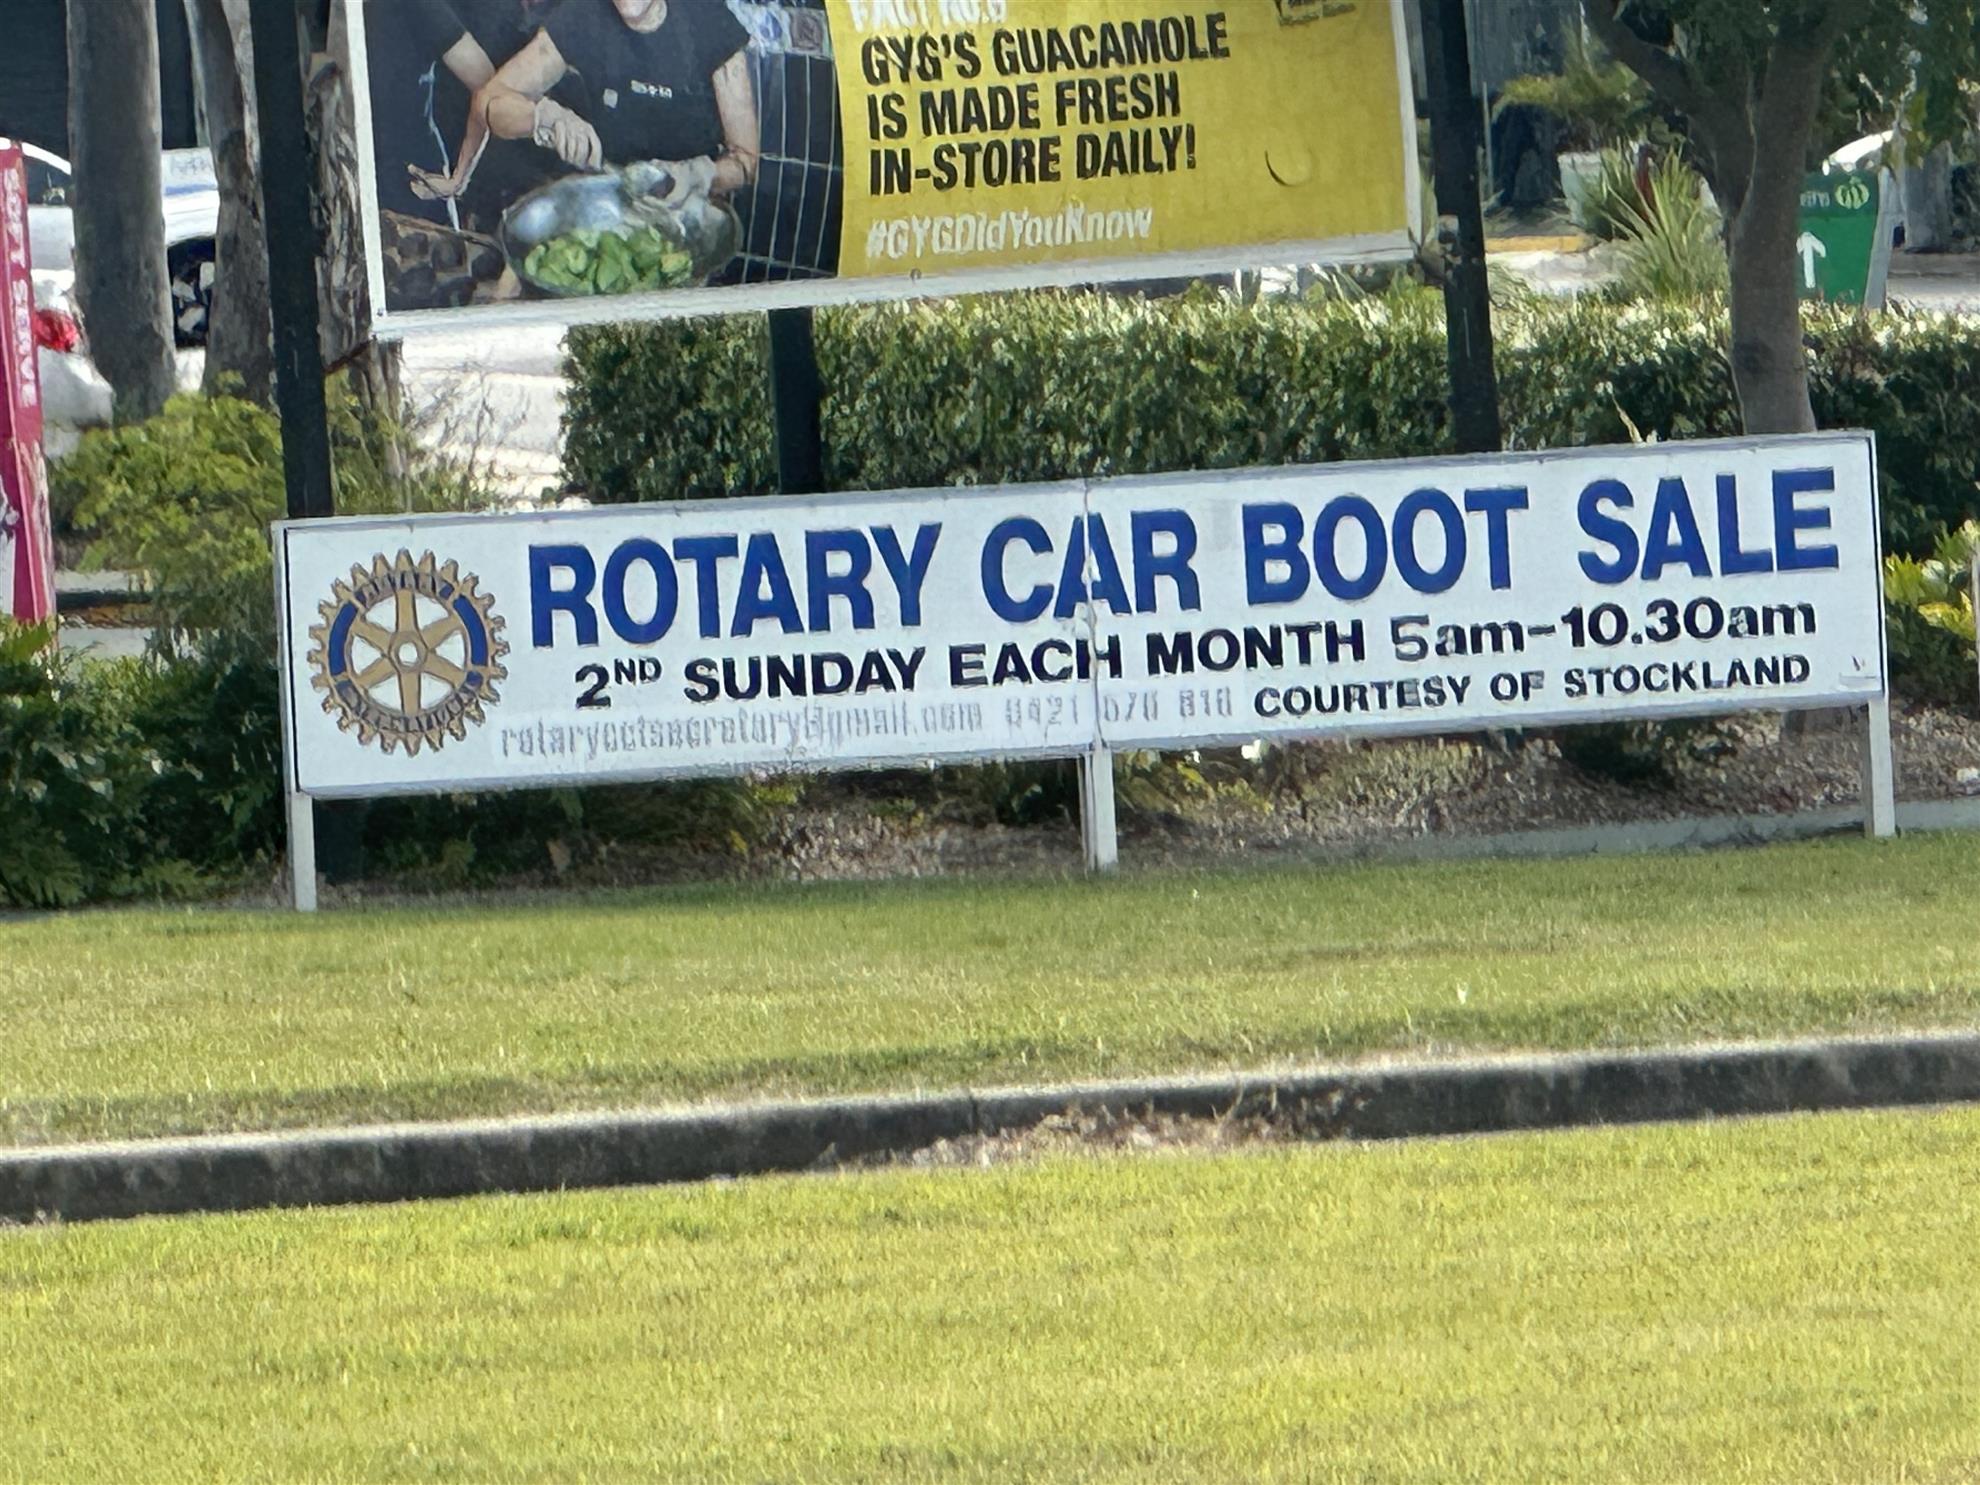 GYG'S GUACAMOLE
IS MADE FRESH
IN-STORE DAILY!
#GYGDidYouKnow
ROTARY CAR BOOT SALE
2ND SUNDAY EACH MONTH 5am-10.30am
COURTESY OF STOCKLAND